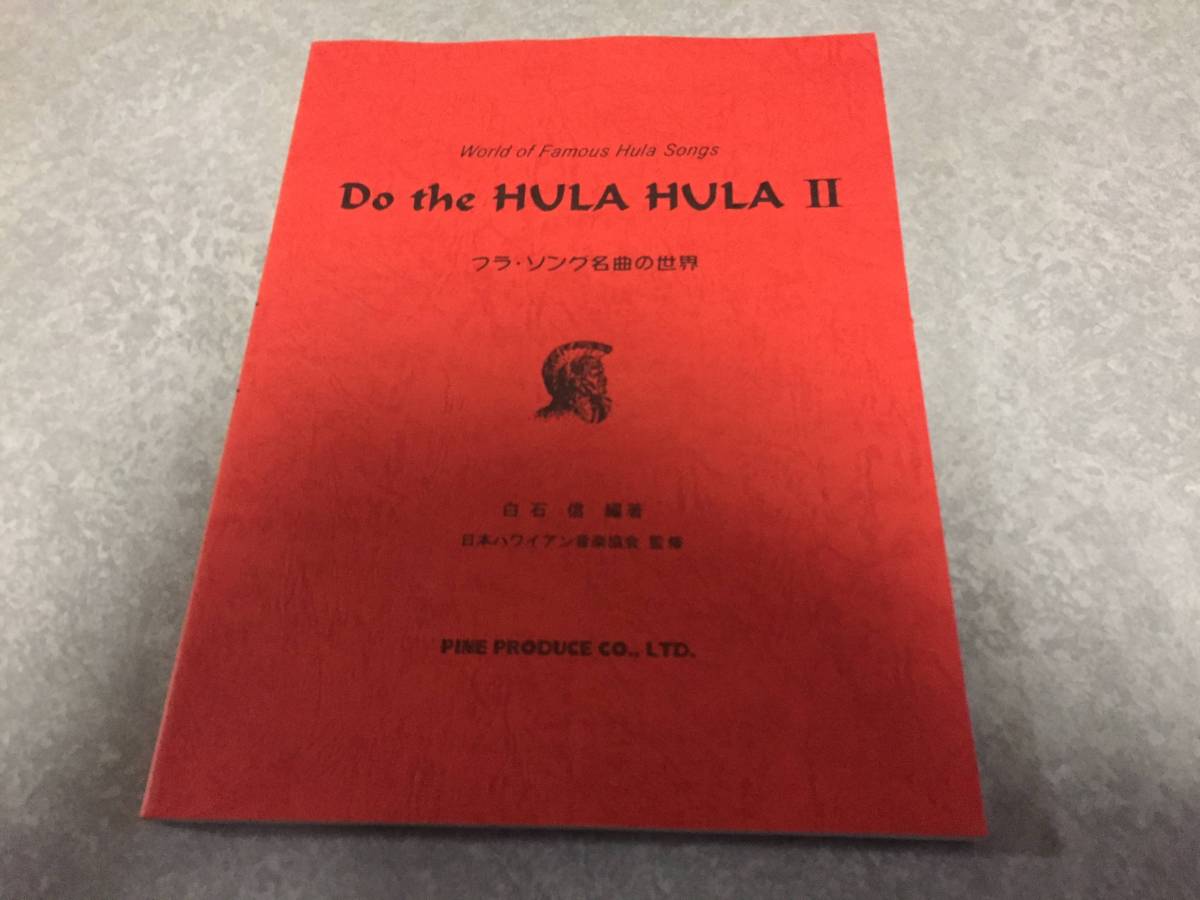 World of Famous Hula Songs
Do the HULA HULA II
フラ・ソング名曲の世界
白石 信 編著
日本ハワイアン音楽協会 監修
PINE PRODUCE CO., LTD.